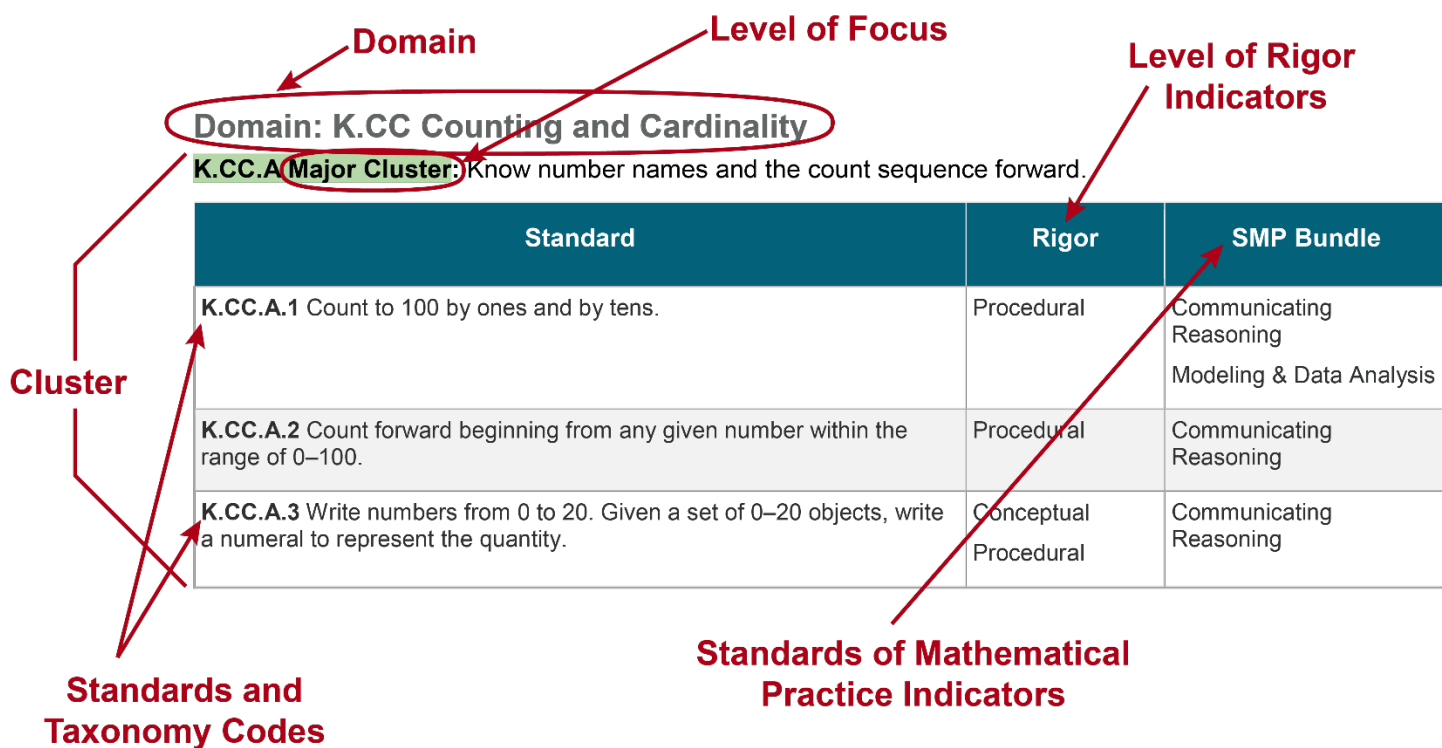 Domain
Level of Focus
Level of Rigor
Indicators
Domain: K.CC Counting and Cardinality
K.CC.A Major Cluster: Know number names and the count sequence forward.
Standard
Rigor
SMP Bundle
K.CC.A.1 Count to 100 by ones and by tens.
Procedural
Communicating
Reasoning
Modeling & Data Analysis
Cluster
K.CC.A.2 Count forward beginning from any given number within the
range of 0–100.
Procedural
Communicating
Reasoning
K.CC.A.3 Write numbers from 0 to 20. Given a set of 0–20 objects, write
a numeral to represent the quantity.
Conceptual
Procedural
Communicating
Reasoning
Standards and
Taxonomy Codes
Standards of Mathematical
Practice Indicators